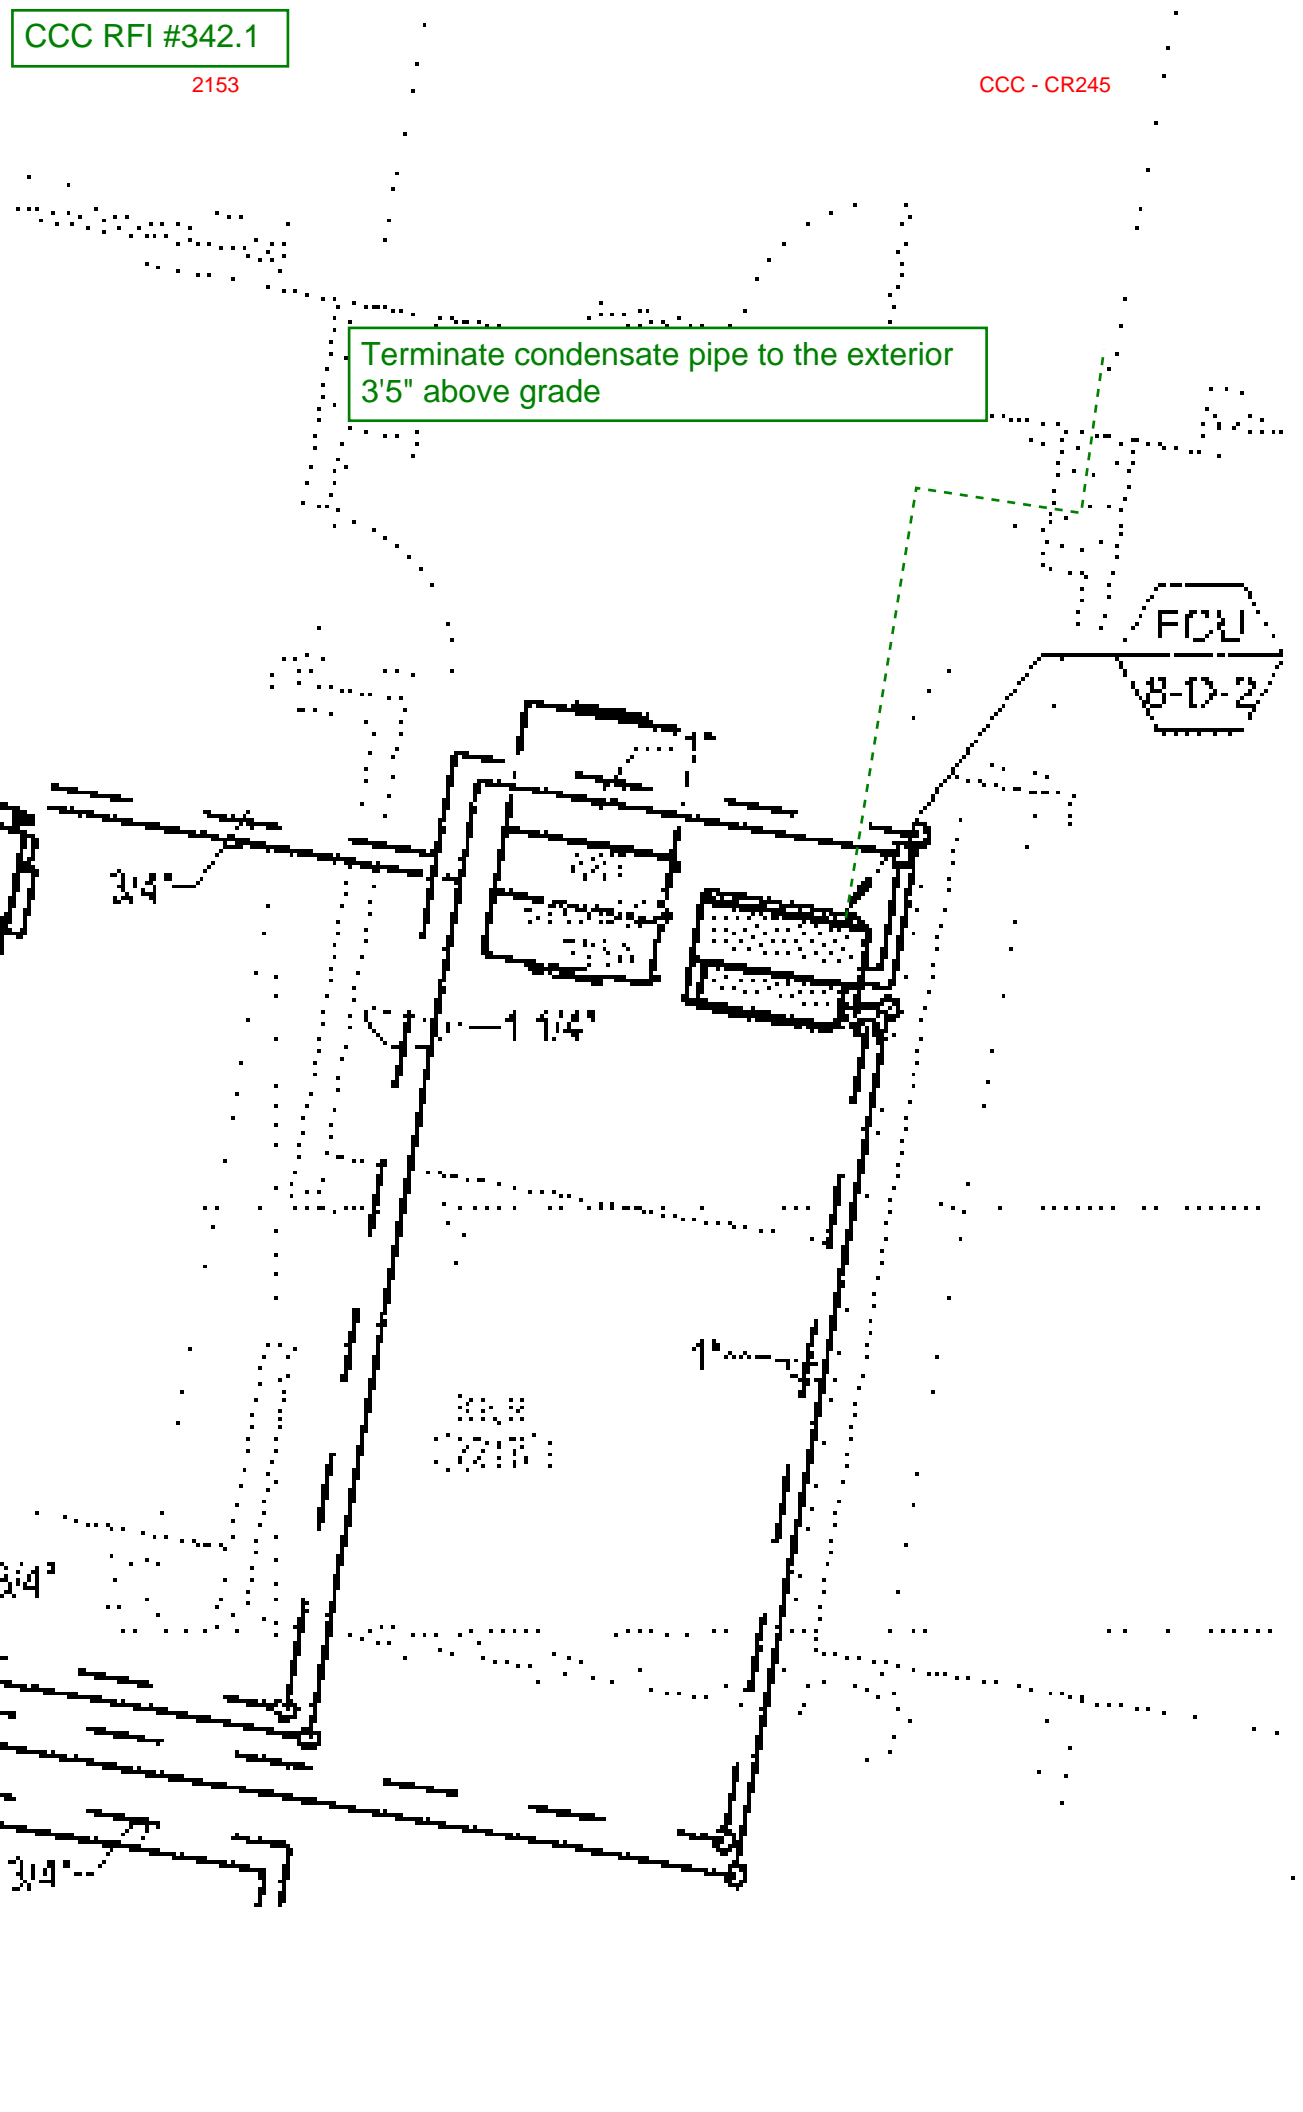 CCC RFI #342.1
2153
CCC - CR245
Terminate condensate pipe to the exterior
3'5" above grade
FCU
8-D-2
1"
3/4"
1 1/4"
1"
3/4"
3/4"